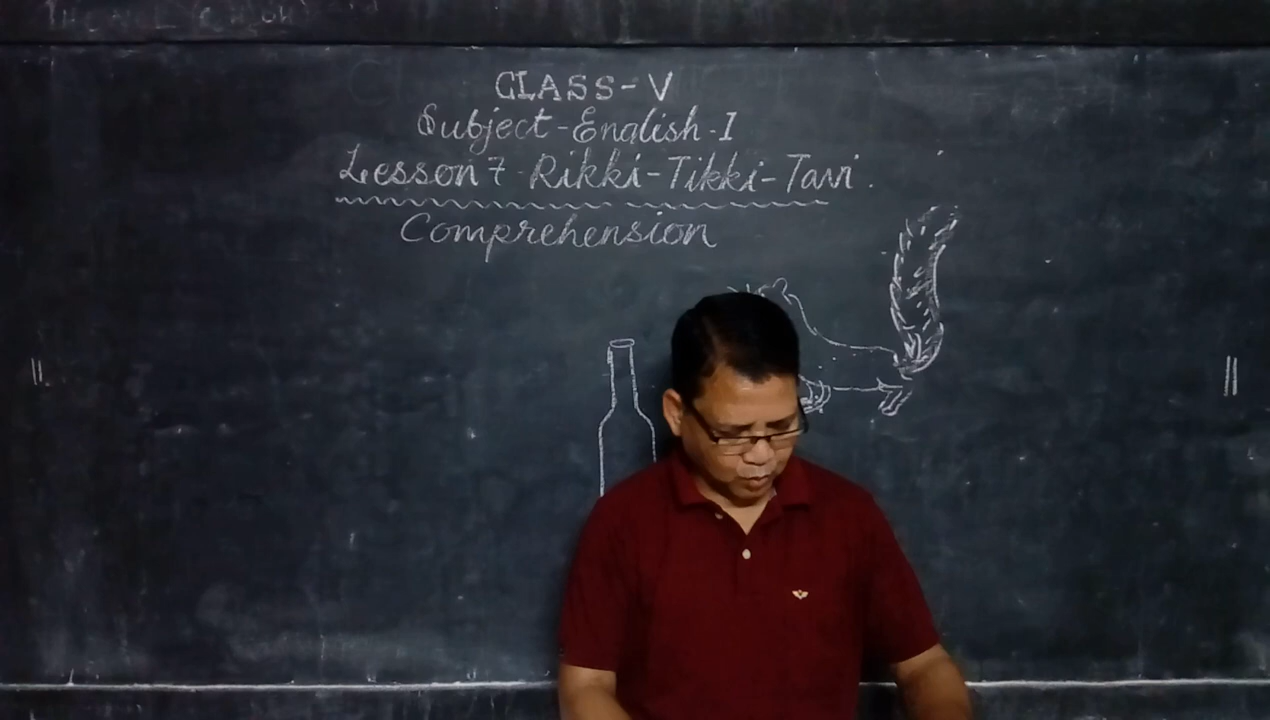 CLASS-V
Subject-English-I
Lesson 7 Rikki-Tikki-Tavi.
Comprehension